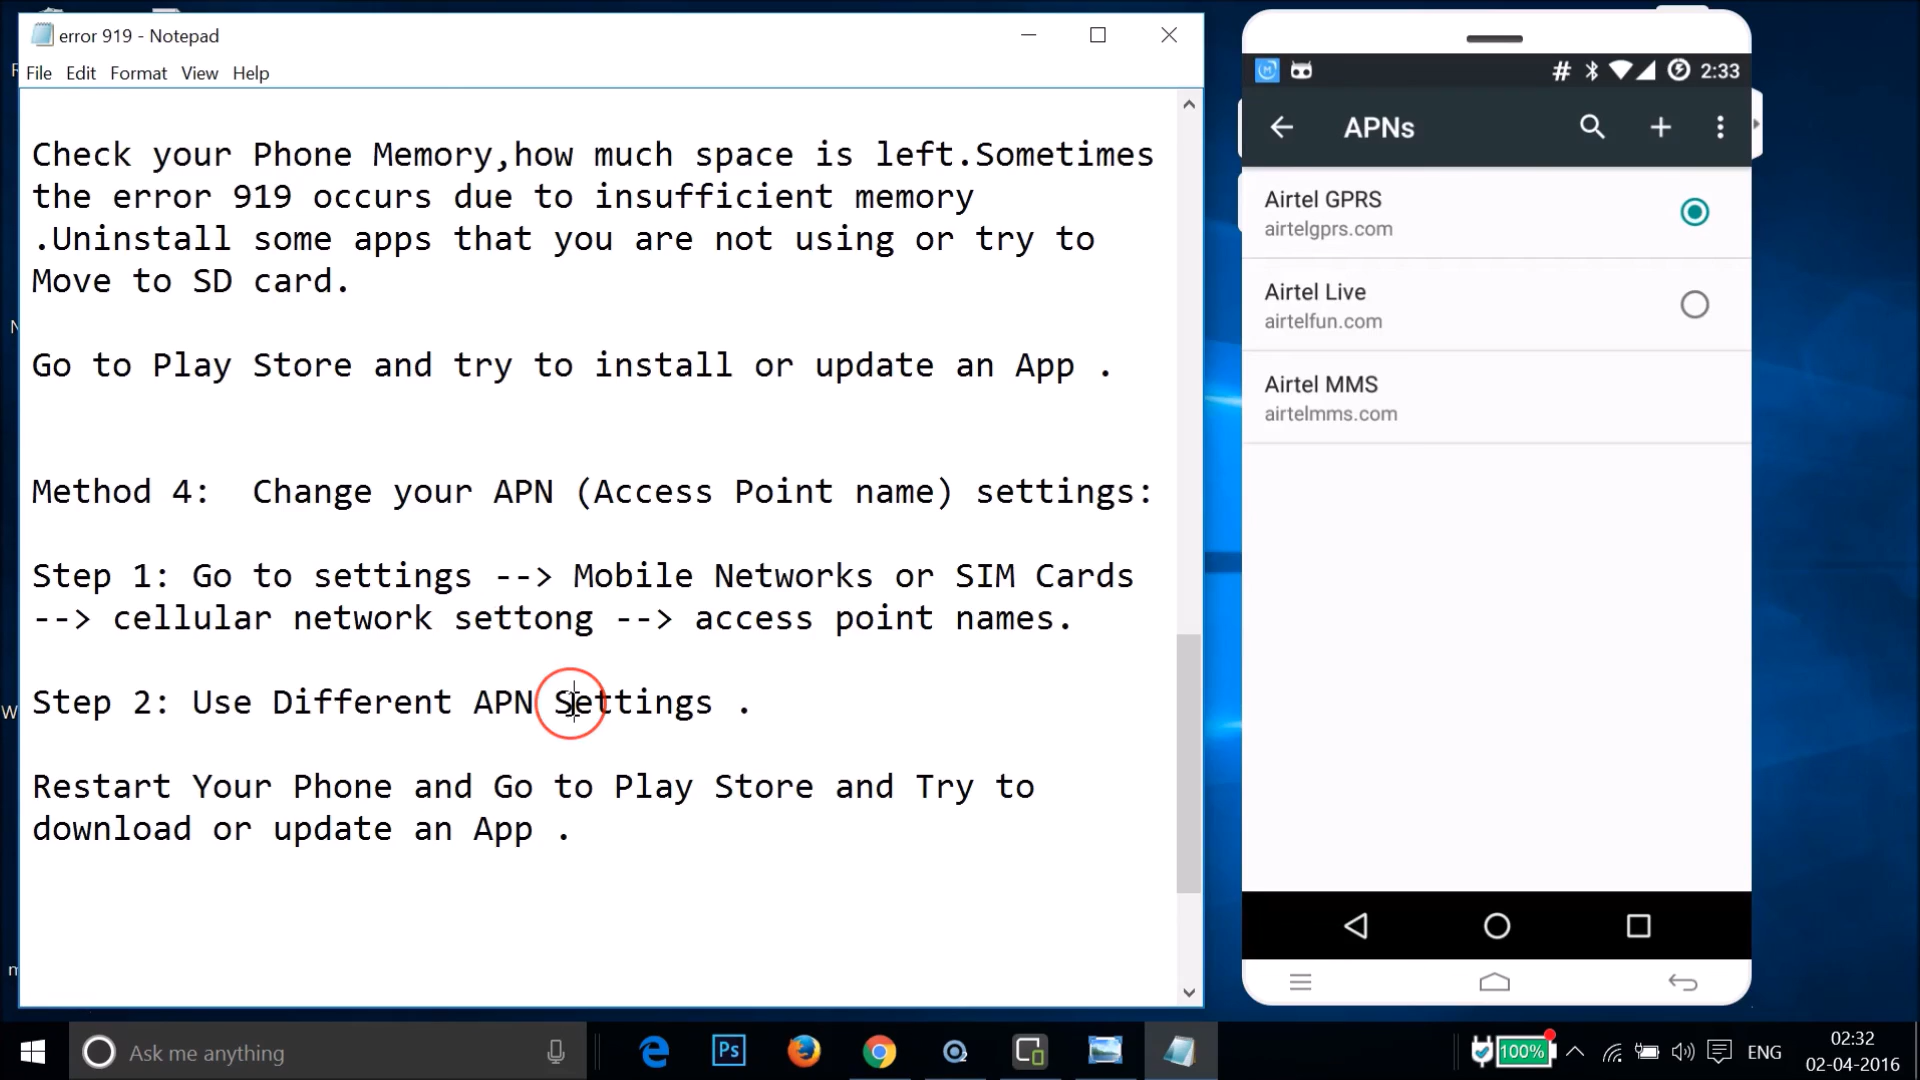 error 919 - Notepad
File Edit Format View Help
Check your Phone Memory,how much space is left.Sometimes
the error 919 occurs due to insufficient memory
.Uninstall some apps that you are not using or try to
Move to SD card.
Go to Play Store and try to install or update an App .
Method 4:  Change your APN (Access Point name) settings:
Step 1: Go to settings --> Mobile Networks or SIM Cards
--> cellular network settong --> access point names.
Step 2: Use Different APN Settings .
Restart Your Phone and Go to Play Store and Try to
download or update an App .
2:33
APNs
Airtel GPRS
airtelgprs.com
Airtel Live
airtelfun.com
Airtel MMS
airtelmms.com
Ask me anything
Ps
100%
ENG
02:32
02-04-2016